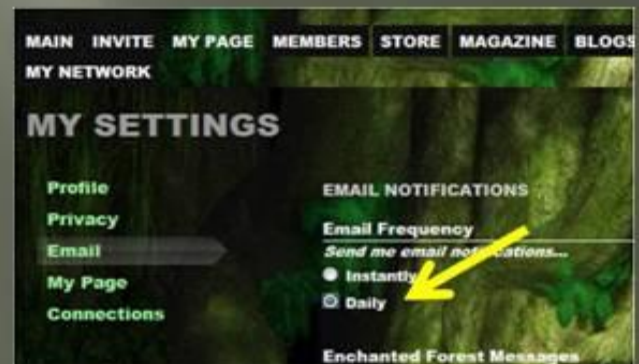 MAIN INVITE MY PAGE MEMBERS STORE MAGAZINE BLOGS
MY NETWORK
MY SETTINGS
Profile
Privacy
Email
My Page
Connections
EMAIL NOTIFICATIONS
Email Frequency
Send me email notifications...
Instantly
Daily
Enchanted Forest Messages